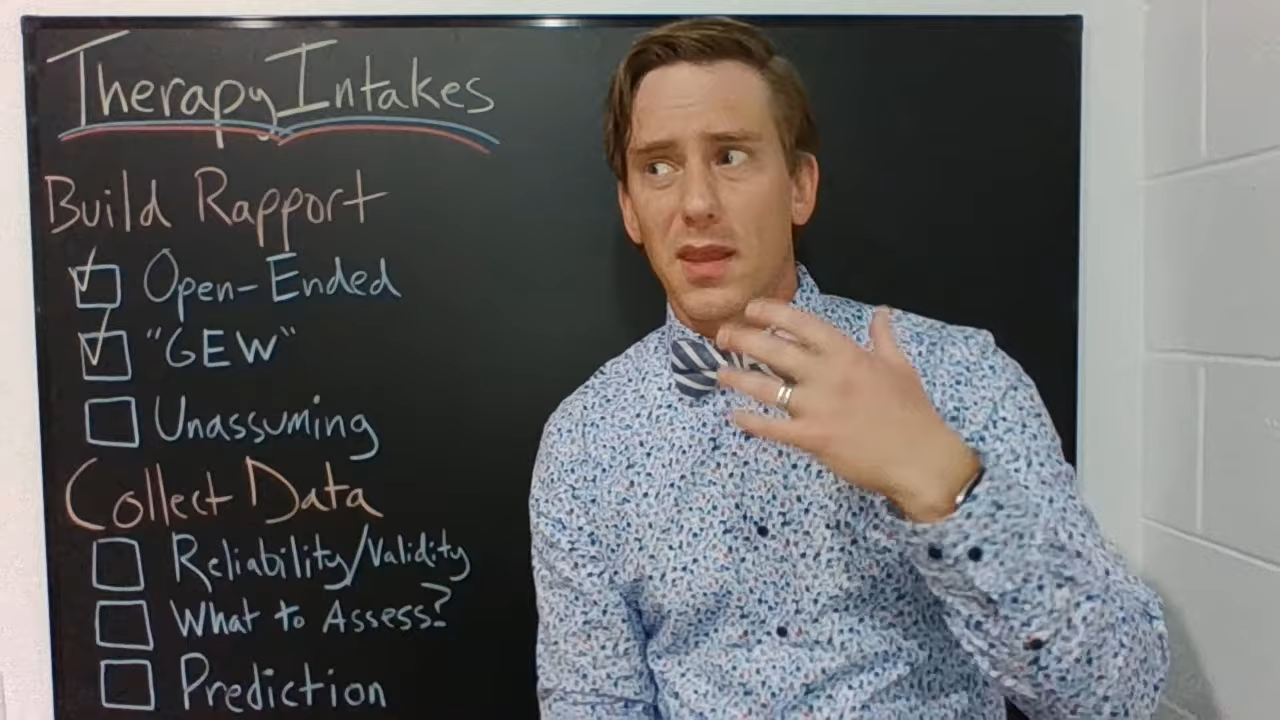 Therapy Intakes
Build Rapport
Open-Ended
"GEW"
Unassuming
Collect Data
Reliability/Validity
What to Assess?
Prediction